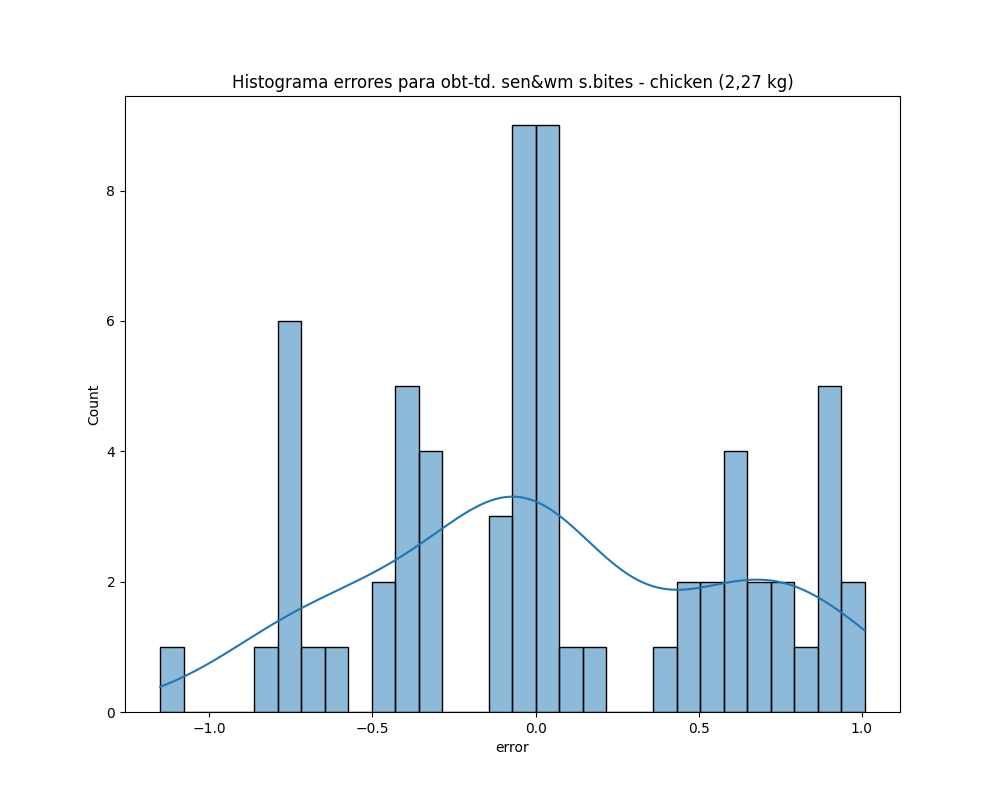 Histograma errores para obt-td. sen&wm s.bites - chicken (2,27 kg)
8
6
4
2
0
Count
−1.0 −0.5 0.0 0.5 1.0
error